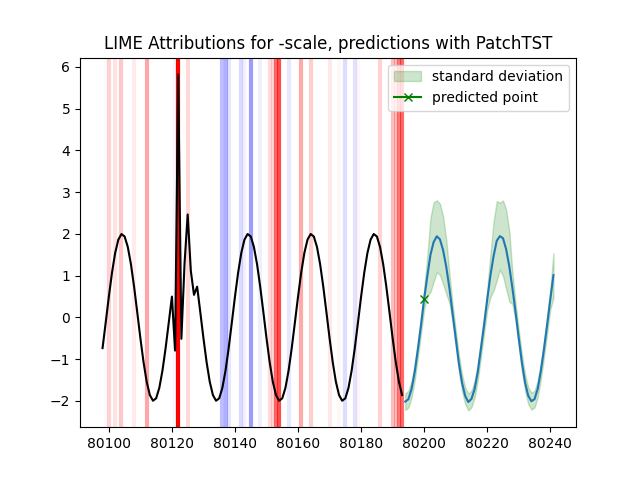 LIME Attributions for -scale, predictions with PatchTST
6
5
4
3
2
1
0
−1
−2
standard deviation
predicted point
80100 80120 80140 80160 80180 80200 80220 80240